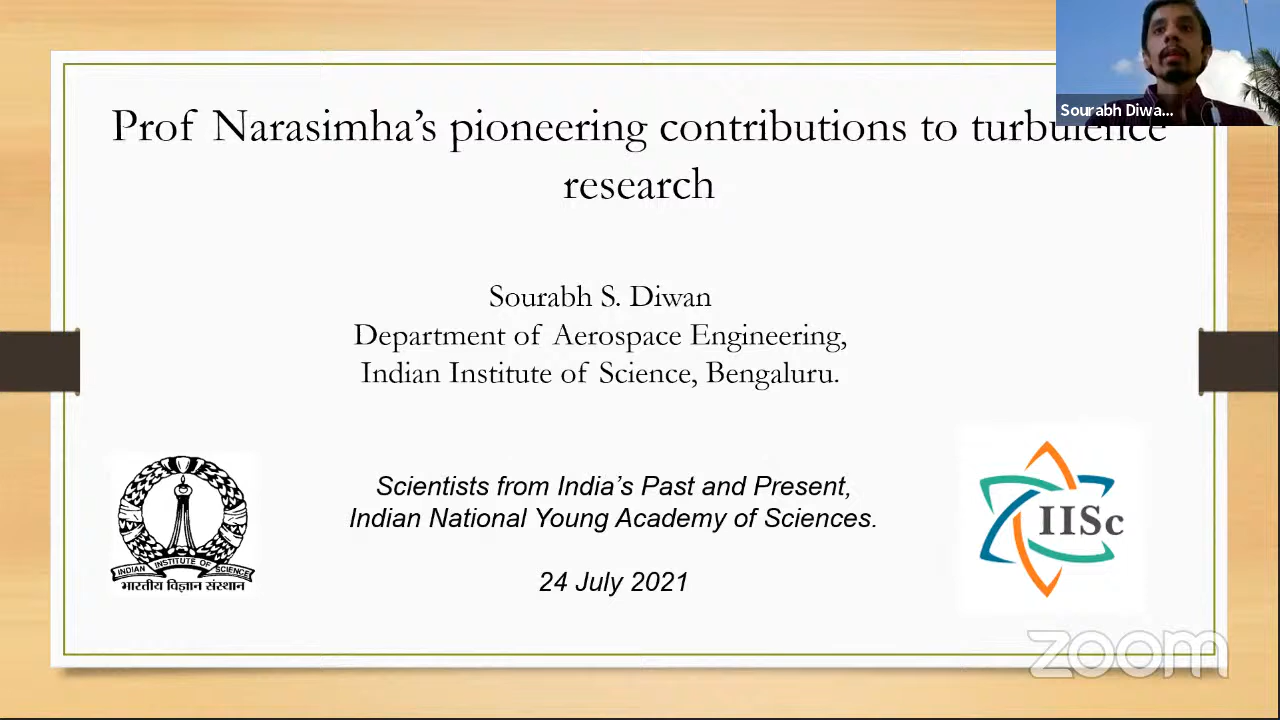 Sourabh Diwa...
Prof Narasimha's pioneering contributions to turbulence
research
Sourabh S. Diwan
Department of Aerospace Engineering,
Indian Institute of Science, Bengaluru.
Scientists from India's Past and Present,
Indian National Young Academy of Sciences.
24 July 2021
INDIAN INSTITUTE OF SCIENCE
भारतीय विज्ञान संस्थान
IISc
zoom